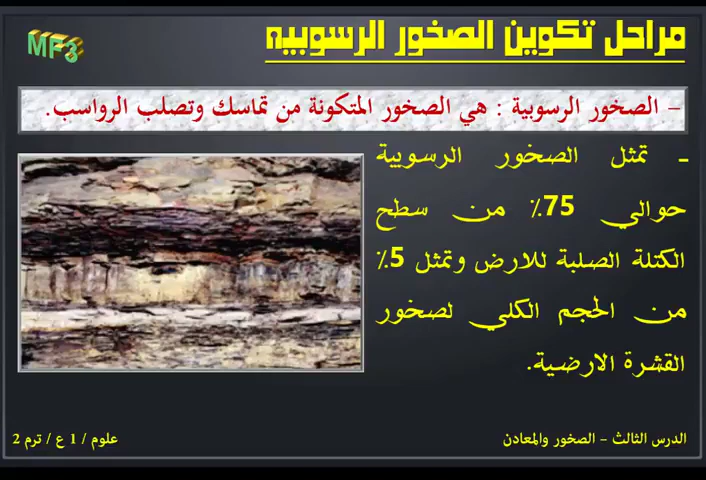 مراحل تكوين الصخور الرسوبيه
MP3
- الصخور الرسوبية : هي الصخور المتكونة من تماسك وتصلب الرواسب.
- تمثل الصخور الرسوبية
حوالي 75٪ من سطح
الكتلة الصلبة للارض وتمثل 5٪
من الحجم الكلي لصخور
القشرة الارضية.
الدرس الثالث - الصخور والمعادن
علوم / 1 ع / ترم 2